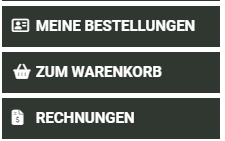 MEINE BESTELLUNGEN
ZUM WARENKORB
RECHNUNGEN